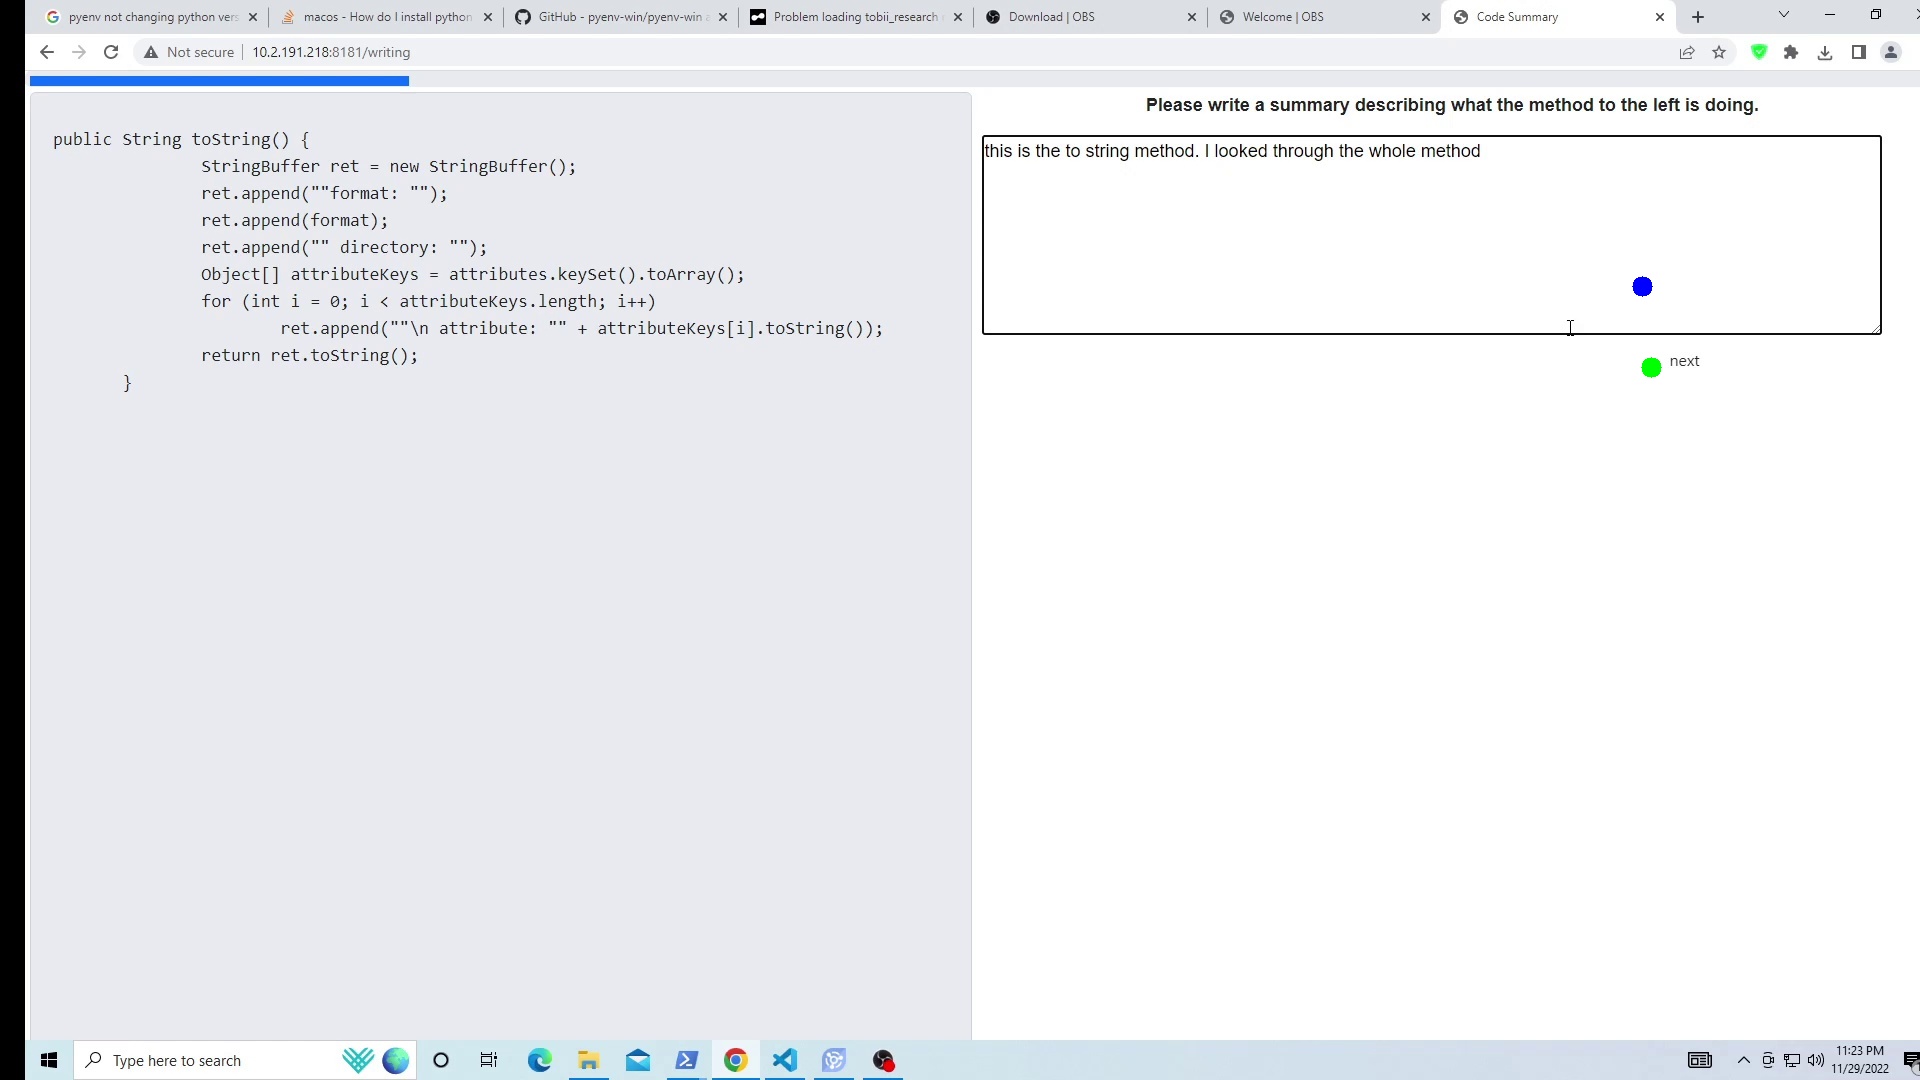 pyenv not changing python vers
macos - How do I install python
GitHub - pyenv-win/pyenv-win a
Problem loading tobii_research
Download | OBS
Welcome | OBS
Code Summary
Not secure
10.2.191.218:8181/writing
public String toString() {
StringBuffer ret = new StringBuffer();
ret.append(""format: "");
ret.append(format);
ret.append("" directory: "");
Object[] attributeKeys = attributes.keySet().toArray();
for (int i = 0; i < attributeKeys.length; i++)
ret.append(""\n attribute: "" + attributeKeys[i].toString());
return ret.toString();
}
Please write a summary describing what the method to the left is doing.
this is the to string method. I looked through the whole method
next
Type here to search
11:23 PM
11/29/2022